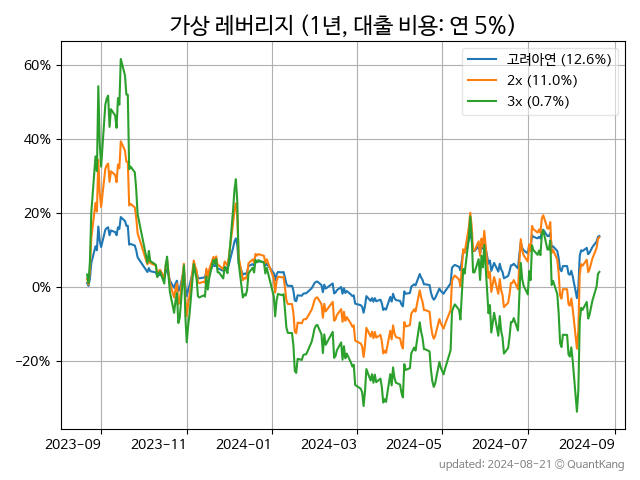 가상 레버리지 (1년, 대출 비용: 연 5%)
고려아연 (12.6%)
2x (11.0%)
3x (0.7%)
60%
40%
20%
0%
−20%
2023-09 2023-11 2024-01 2024-03 2024-05 2024-07 2024-09
updated: 2024-08-21 © QuantKang